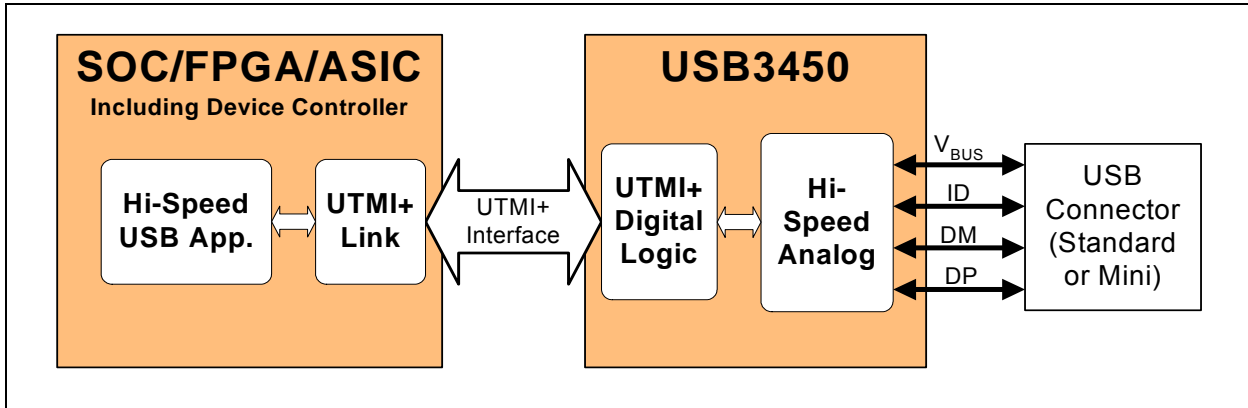 SOC/FPGA/ASIC
Including Device Controller
Hi-Speed
USB App.
UTMI+
Link
UTMI+
Interface
USB3450
UTMI+
Digital
Logic
Hi-
Speed
Analog
VBUS
ID
DM
DP
USB
Connector
(Standard
or Mini)